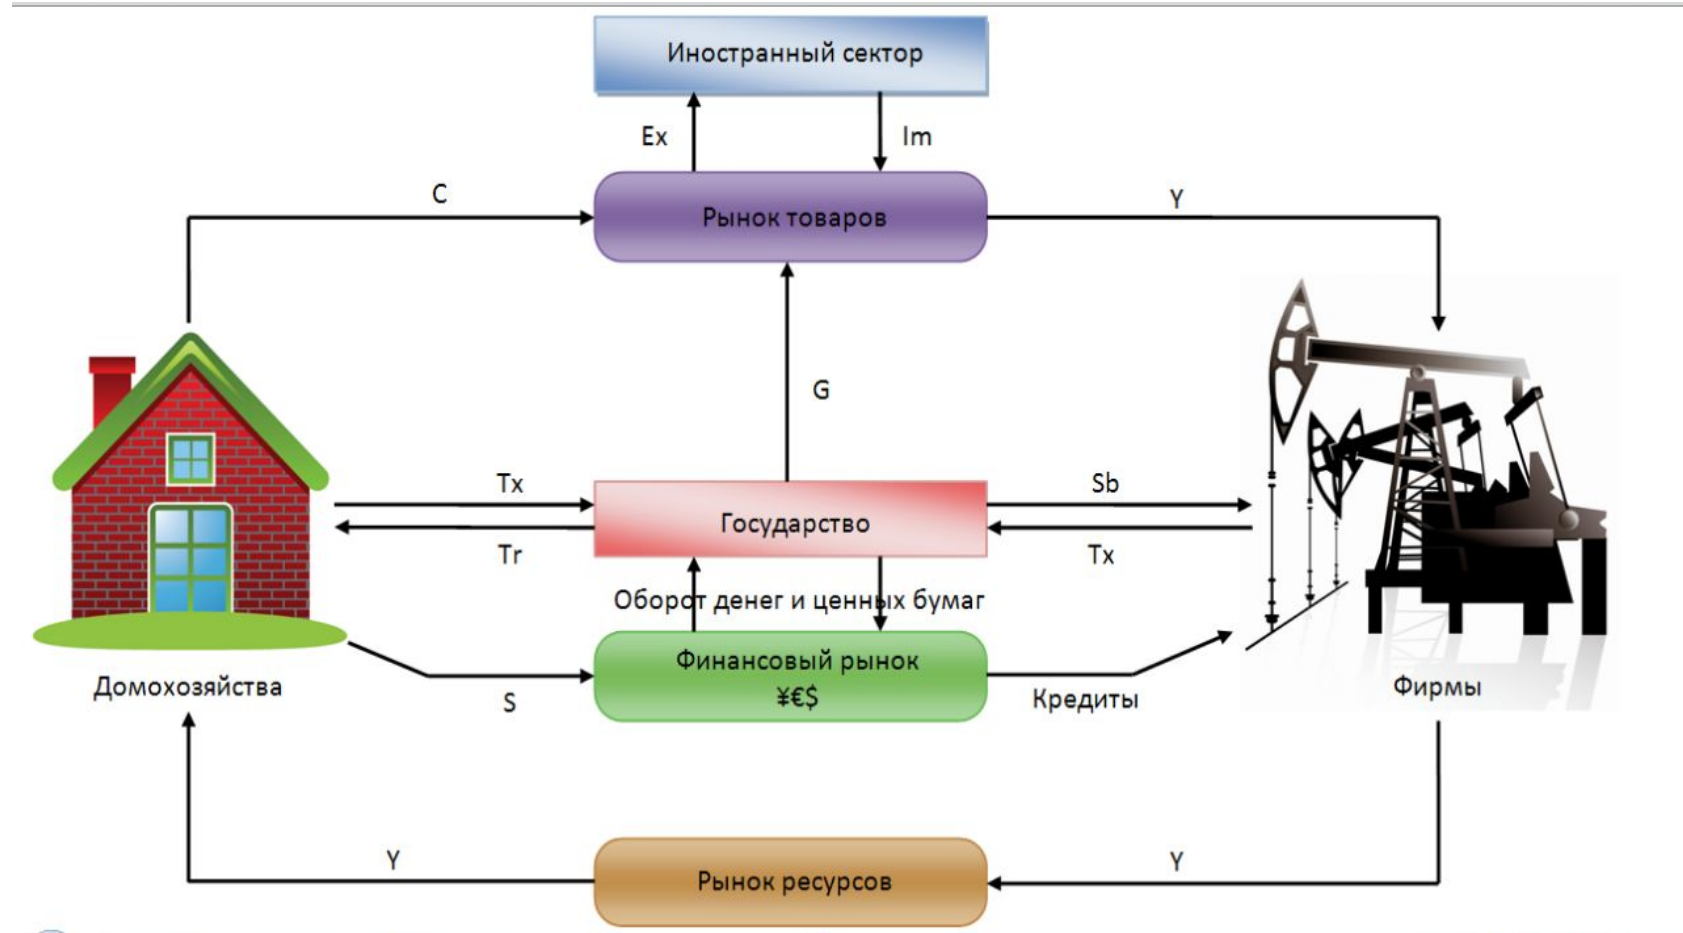 Иностранный сектор
Ex
Im
C
Рынок товаров
Y
G
Tx
Государство
Sb
Tr
Tx
Оборот денег и ценных бумаг
Финансовый рынок
¥€$
Домохозяйства
S
Кредиты
Фирмы
Y
Рынок ресурсов
Y